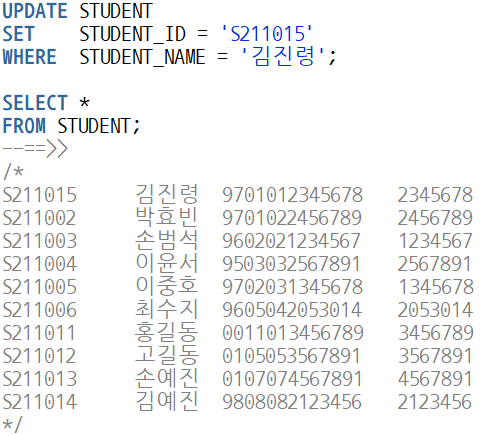 UPDATE STUDENT
SET STUDENT_ID = 'S211015'
WHERE STUDENT_NAME = '김진령';
SELECT *
FROM STUDENT;
--==>>
/*
S211015 김진령 9701012345678 2345678
S211002 박효빈 9701022456789 2456789
S211003 손범석 9602021234567 1234567
S211004 이윤서 9503032567891 2567891
S211005 이중호 9702031345678 1345678
S211006 최수지 9605042053014 2053014
S211011 홍길동 0011013456789 3456789
S211012 고길동 0105053567891 3567891
S211013 손예진 0107074567891 4567891
S211014 김예진 9808082123456 2123456
*/